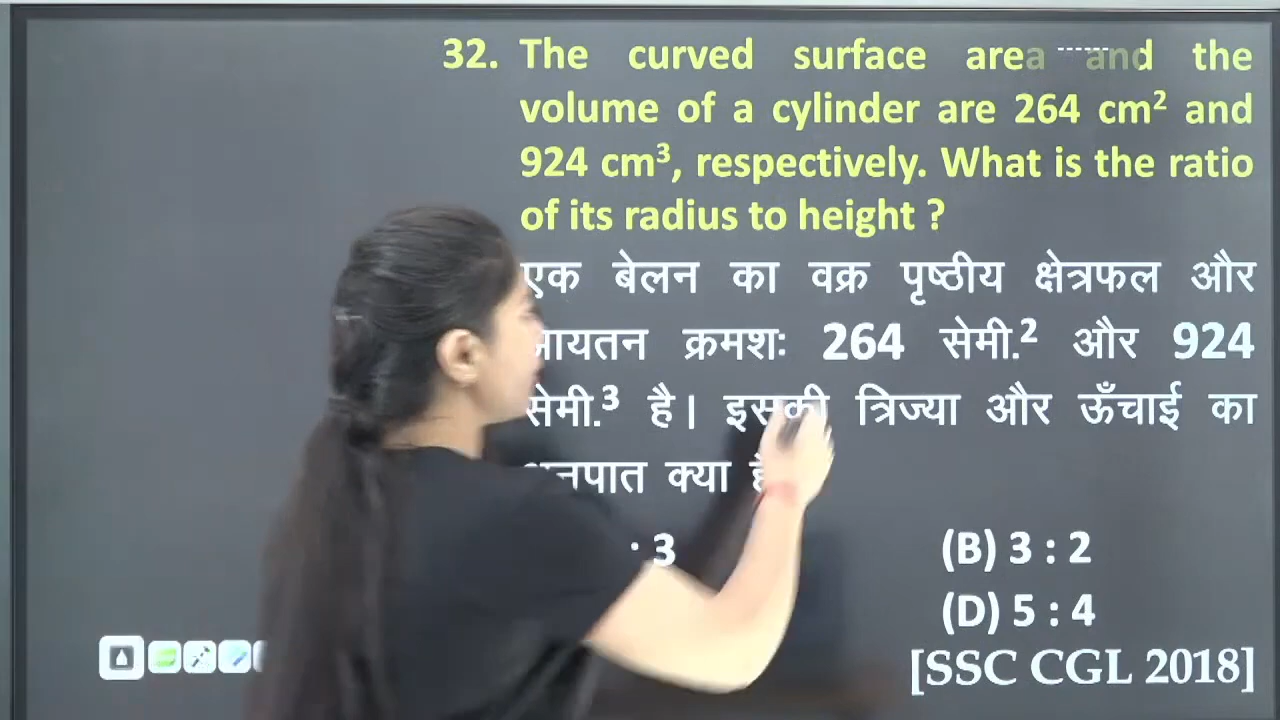 32. The curved surface area and the
volume of a cylinder are 264 cm² and
924 cm³, respectively. What is the ratio
of its radius to height ?
एक बेलन का वक्र पृष्ठीय क्षेत्रफल और
आयतन क्रमशः 264 सेमी.² और 924
सेमी.³ है। इसकी त्रिज्या और ऊँचाई का
क्या
3 (B) 3 : 2
(D) 5 : 4
[SSC CGL 2018]